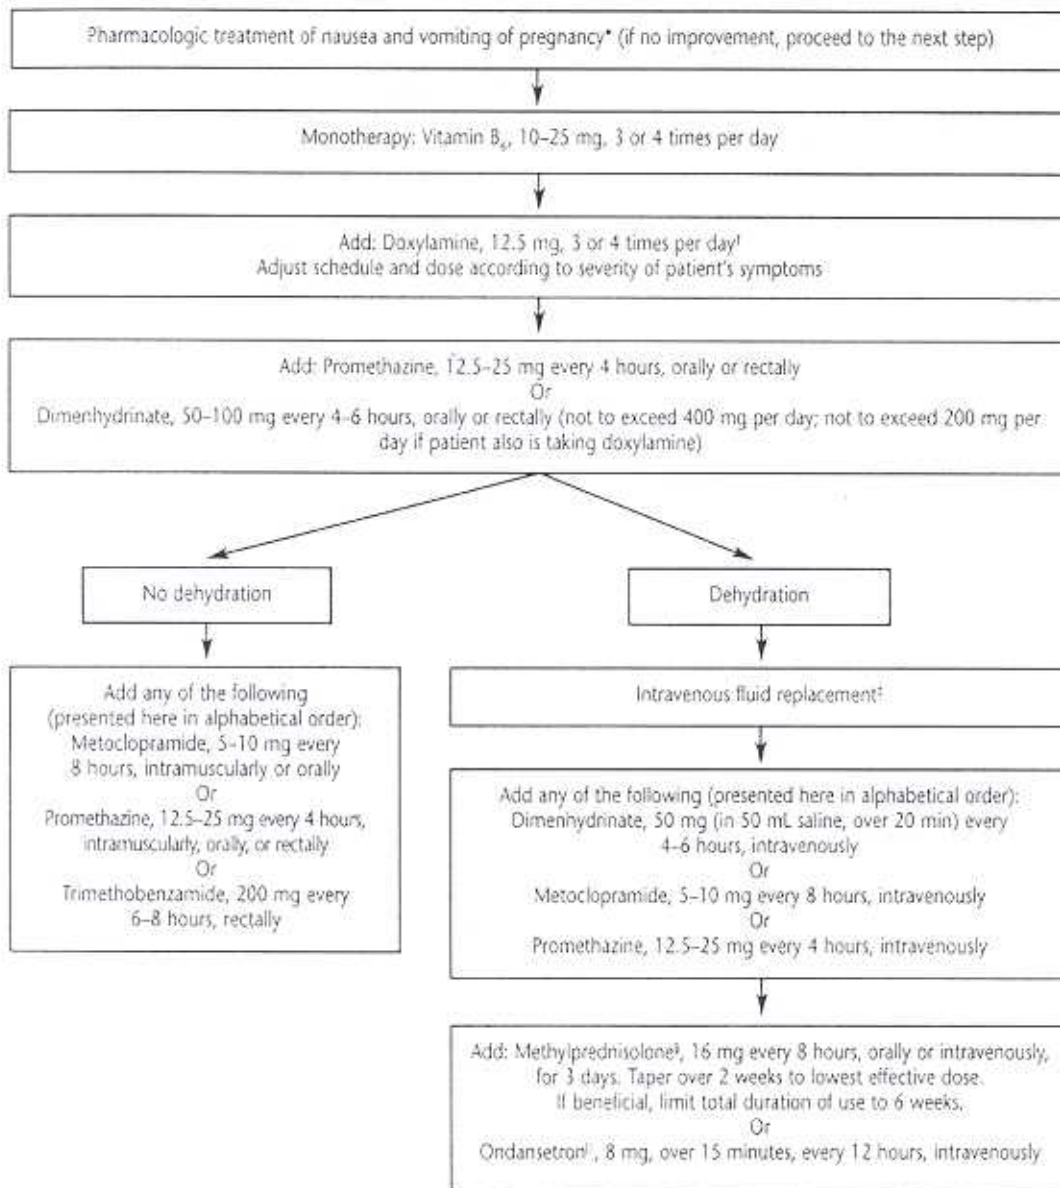 Pharmacologic treatment of nausea and vomiting of pregnancy* (if no improvement, proceed to the next step)
Monotherapy: Vitamin B₆, 10–25 mg, 3 or 4 times per day
Add: Doxylamine, 12.5 mg, 3 or 4 times per day†
Adjust schedule and dose according to severity of patient's symptoms
Add: Promethazine, 12.5–25 mg every 4 hours, orally or rectally
Or
Dimenhydrinate, 50–100 mg every 4–6 hours, orally or rectally (not to exceed 400 mg per day; not to exceed 200 mg per
day if patient also is taking doxylamine)
No dehydration
Add any of the following
(presented here in alphabetical order):
Metoclopramide, 5–10 mg every
8 hours, intramuscularly or orally
Or
Promethazine, 12.5–25 mg every 4 hours,
intramuscularly, orally, or rectally
Or
Trimethobenzamide, 200 mg every
6–8 hours, rectally
Dehydration
Intravenous fluid replacement‡
Add any of the following (presented here in alphabetical order):
Dimenhydrinate, 50 mg (in 50 mL saline, over 20 min) every
4–6 hours, intravenously
Or
Metoclopramide, 5–10 mg every 8 hours, intravenously
Or
Promethazine, 12.5–25 mg every 4 hours, intravenously
Add: Methylprednisolone§, 16 mg every 8 hours, orally or intravenously,
for 3 days. Taper over 2 weeks to lowest effective dose.
If beneficial, limit total duration of use to 6 weeks.
Or
Ondansetron‖, 8 mg, over 15 minutes, every 12 hours, intravenously